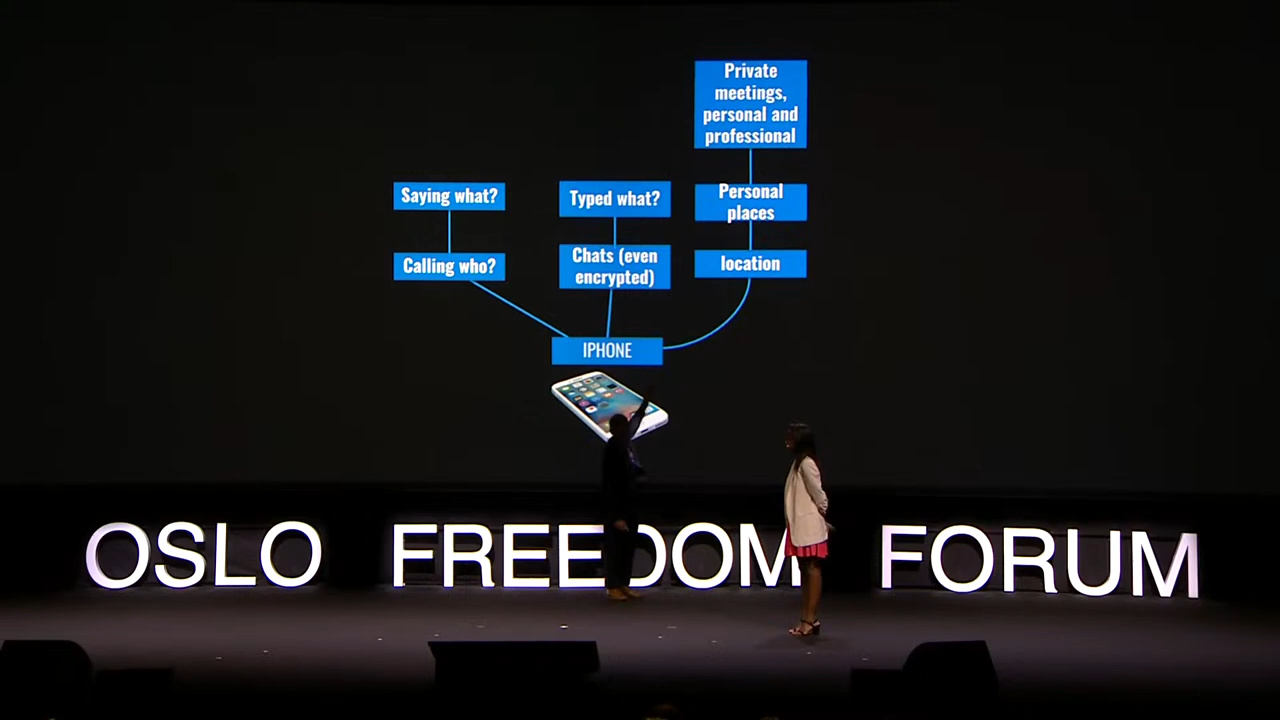 Private
meetings,
personal and
professional
Saying what?
Typed what?
Personal
places
Calling who?
Chats (even
encrypted)
location
IPHONE
OSLO FREEDOM FORUM